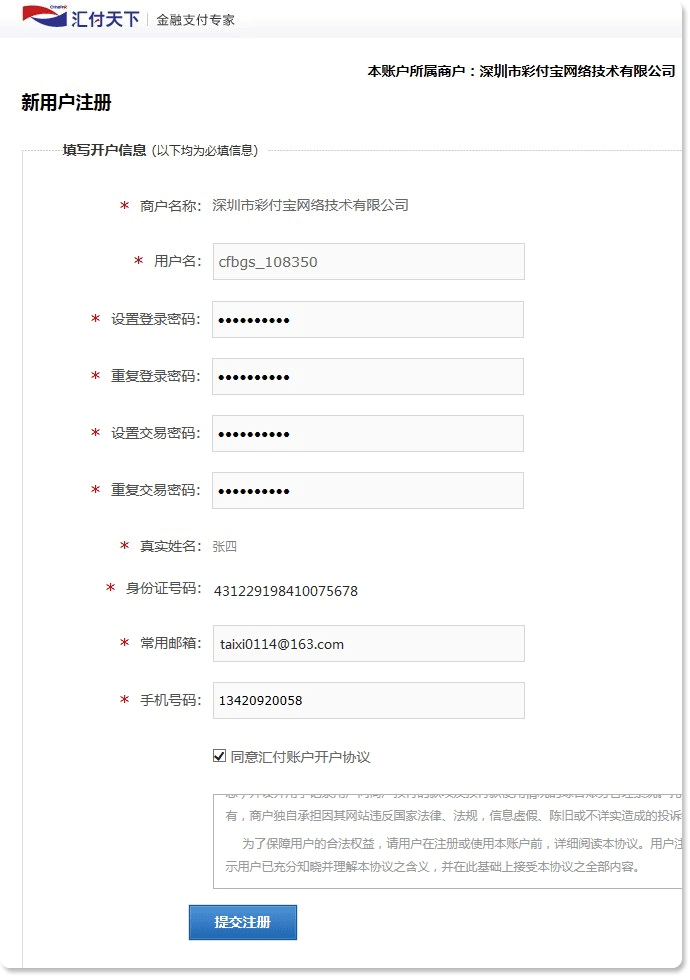 ChinaPnR
汇付天下 金融支付专家
本账户所属商户：深圳市彩付宝网络技术有限公司
新用户注册
填写开户信息 (以下均为必填信息)
* 商户名称: 深圳市彩付宝网络技术有限公司
* 用户名: cfbgs_108350
* 设置登录密码: ●●●●●●●●●●
* 重复登录密码: ●●●●●●●●●●
* 设置交易密码: ●●●●●●●●●●
* 重复交易密码: ●●●●●●●●●●
* 真实姓名: 张四
* 身份证号码: 431229198410075678
* 常用邮箱: taixi0114@163.com
* 手机号码: 13420920058
同意汇付账户开户协议
有，商户独自承担因其网站违反国家法律、法规，信息虚假、陈旧或不详实造成的投诉
为了保障用户的合法权益，请用户在注册或使用本账户前，详细阅读本协议。用户注
示用户已充分知晓并理解本协议之含义，并在此基础上接受本协议之全部内容。
提交注册